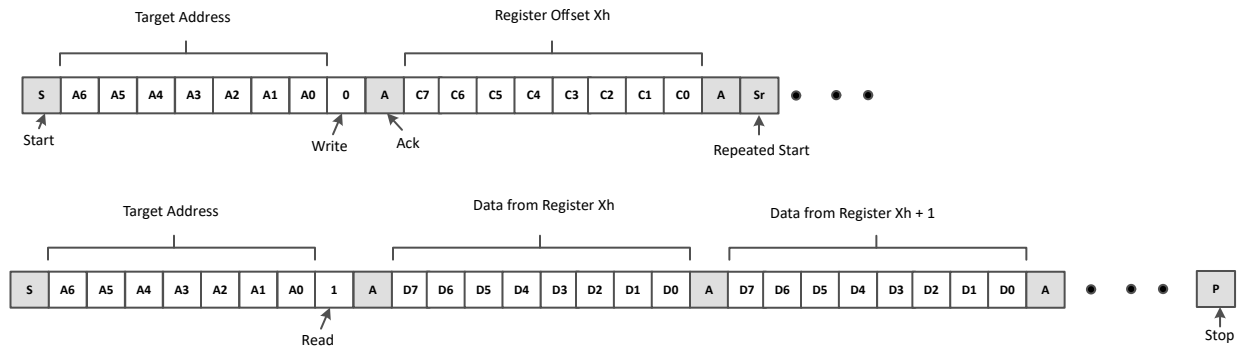 Target Address Register Offset Xh
S A6 A5 A4 A3 A2 A1 A0 0 A C7 C6 C5 C4 C3 C2 C1 C0 A Sr
Start Write Ack Repeated Start
Target Address Data from Register Xh Data from Register Xh + 1
S A6 A5 A4 A3 A2 A1 A0 1 A D7 D6 D5 D4 D3 D2 D1 D0 A D7 D6 D5 D4 D3 D2 D1 D0 A P
Read Stop